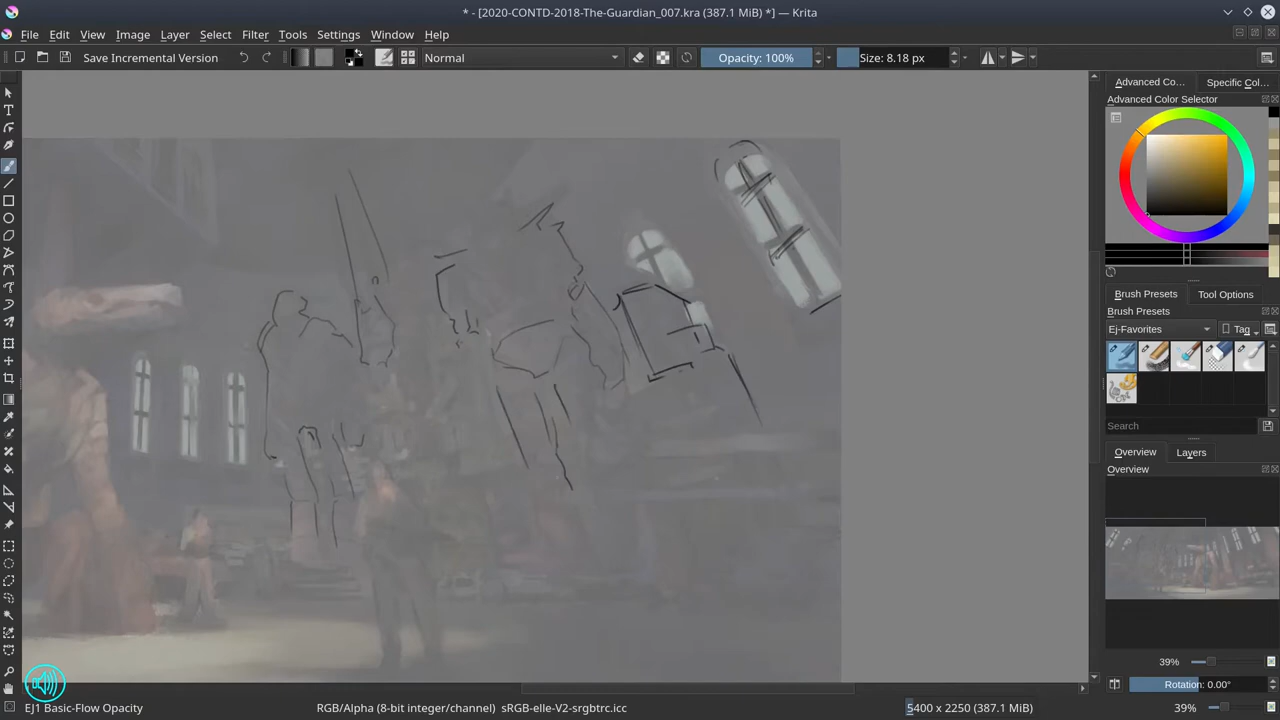 * - [2020-CONTD-2018-The-Guardian_007.kra (387.1 MiB) *] — Krita
File Edit View Image Layer Select Filter Tools Settings Window Help
Save Incremental Version Normal Opacity: 100% Size: 8.18 px
Advanced Co... Specific Col...
Advanced Color Selector
Brush Presets Tool Options
Brush Presets
Ej-Favorites Tag
Search
Overview Layers
Overview
39%
Rotation: 0.00°
EJ1 Basic-Flow Opacity RGB/Alpha (8-bit integer/channel) sRGB-elle-V2-srgbtrc.icc 5400 x 2250 (387.1 MiB) 39%